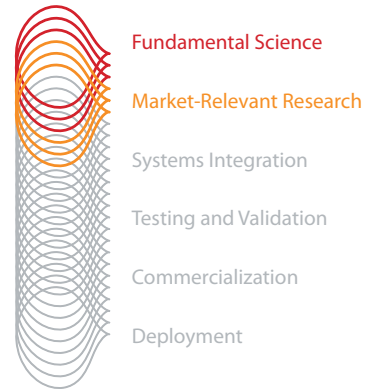 Fundamental Science
Market-Relevant Research
Systems Integration
Testing and Validation
Commercialization
Deployment